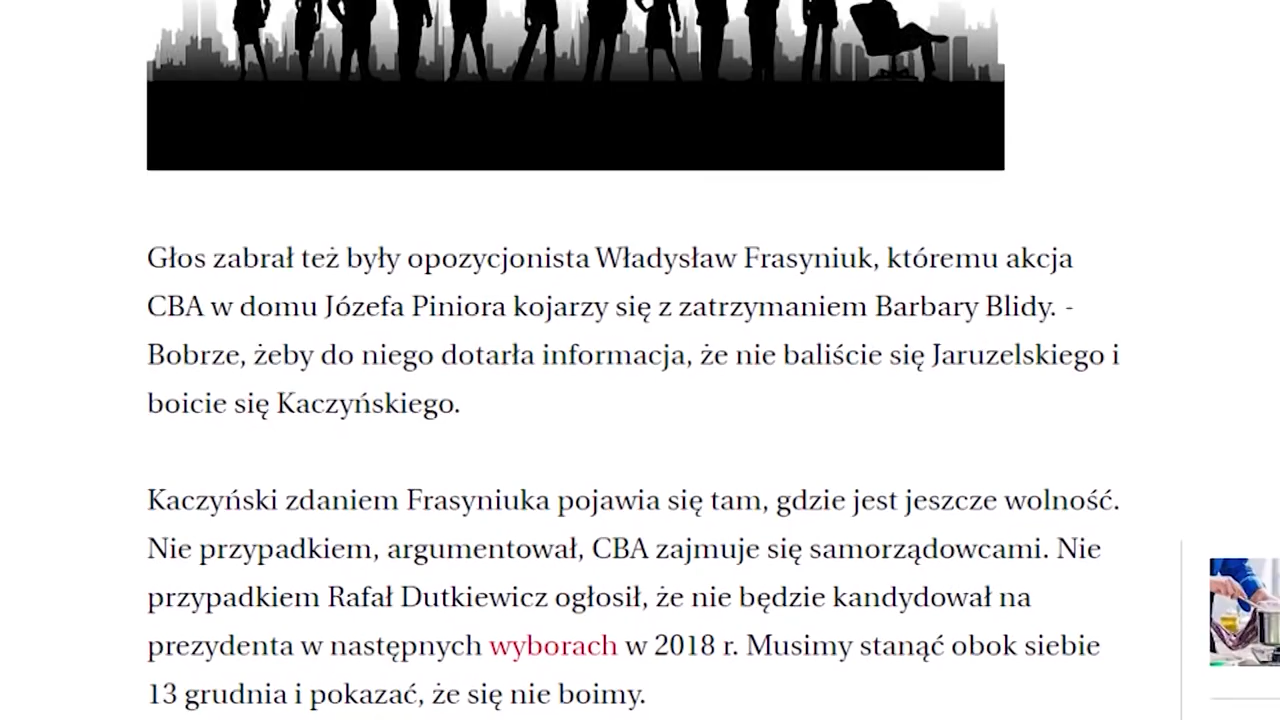 Głos zabrał też były opozycjonista Władysław Frasyniuk, któremu akcja
CBA w domu Józefa Piniora kojarzy się z zatrzymaniem Barbary Blidy. -
Bobrze, żeby do niego dotarła informacja, że nie baliście się Jaruzelskiego i
boicie się Kaczyńskiego.
Kaczyński zdaniem Frasyniuka pojawia się tam, gdzie jest jeszcze wolność.
Nie przypadkiem, argumentował, CBA zajmuje się samorządowcami. Nie
przypadkiem Rafał Dutkiewicz ogłosił, że nie będzie kandydował na
prezydenta w następnych wyborach w 2018 r. Musimy stanąć obok siebie
13 grudnia i pokazać, że się nie boimy.